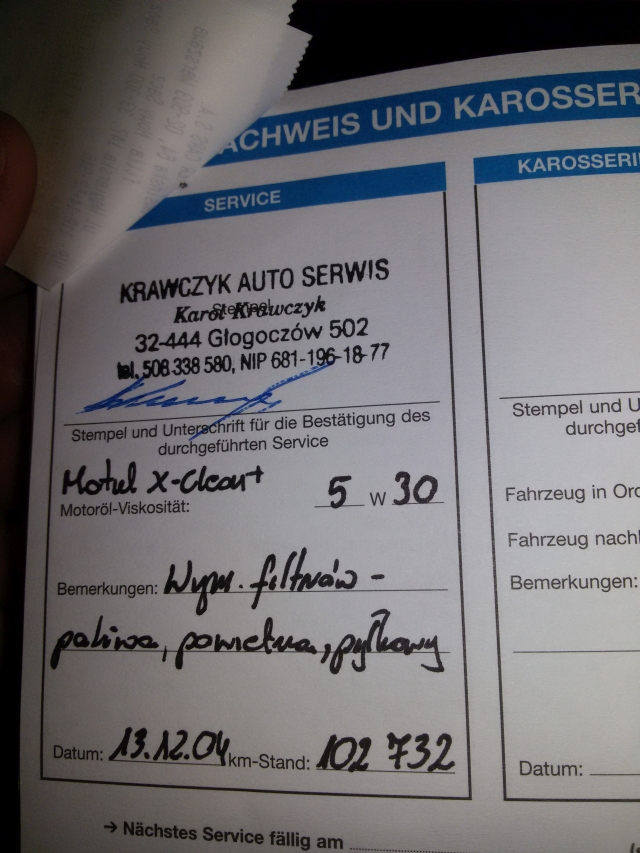 ACHWEIS UND KAROSSER
SERVICE
KRAWCZYK AUTO SERWIS
Stempel
Karol Krawczyk
32-444 Głogoczów 502
tel. 508 338 580, NIP 681-196-18-77
Stempel und Unterschrift für die Bestätigung des
durchgeführten Service
Motul X-Clean+
Motoröl-Viskosität: 5 W 30
Bemerkungen: Wym. filtrów -
paliwa, powietrza, pyłkowy
Datum: 13.12.04 km-Stand: 102 732
→ Nächstes Service fällig am
KAROSSERI
Stempel und U
durchgef
Fahrzeug in Ord
Fahrzeug nachl
Bemerkungen:
Datum: